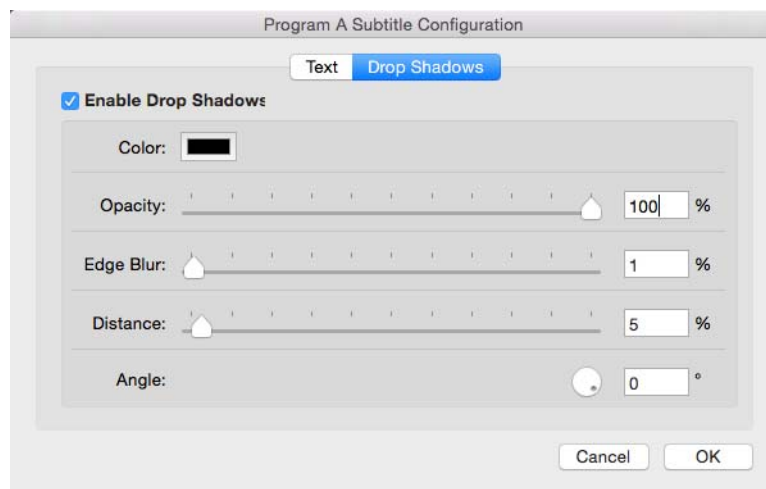 Program A Subtitle Configuration
Text Drop Shadows
Enable Drop Shadows
Color:
Opacity: 100 %
Edge Blur: 1 %
Distance: 5 %
Angle: 0 °
Cancel OK